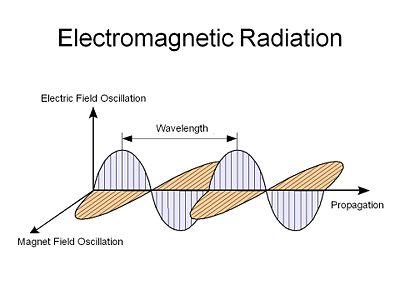 Electromagnetic Radiation
Electric Field Oscillation
Wavelength
Propagation
Magnet Field Oscillation